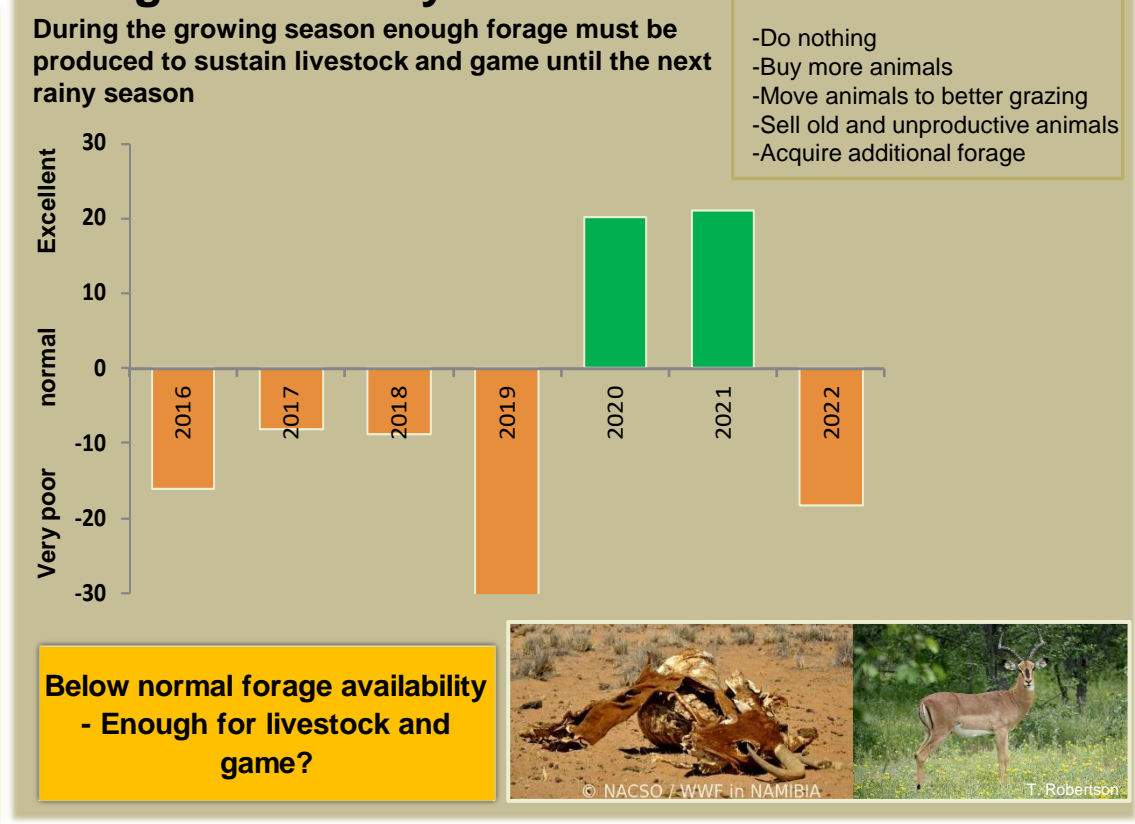 During the growing season enough forage must be
produced to sustain livestock and game until the next
rainy season
-Do nothing
-Buy more animals
-Move animals to better grazing
-Sell old and unproductive animals
-Acquire additional forage
Excellent
normal
Very poor
30
20
10
0
-10
-20
-30
2016
2017
2018
2019
2020
2021
2022
Below normal forage availability
- Enough for livestock and
game?
© NACSO / WWF in NAMIBIA
T. Robertson